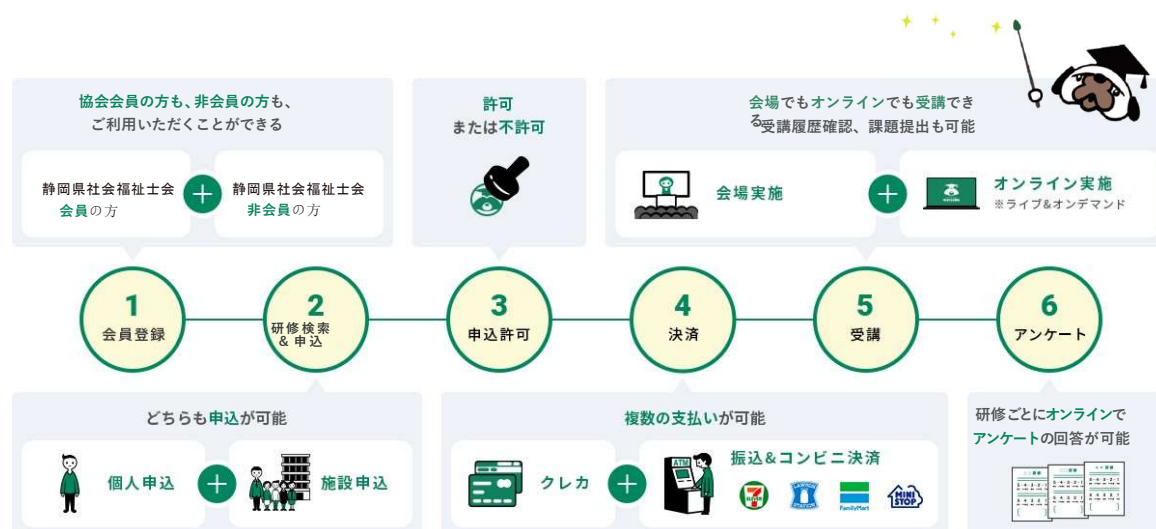 協会会員の方も、非会員の方も、
ご利用いただくことができる
静岡県社会福祉士会
会員の方
静岡県社会福祉士会
非会員の方
許可
または不許可
会場でもオンラインでも受講でき
る
受講履歴確認、課題提出も可能
会場実施
オンライン実施
※ライブ&オンデマンド
1
会員登録
2
研修検索
& 申込
3
申込許可
4
決済
5
受講
6
アンケート
どちらも申込が可能
個人申込
施設申込
複数の支払いが可能
クレカ
ATM
振込&コンビニ決済
7
ELEVEN
LAWSON
STATION
FamilyMart
MINI
STOP
研修ごとにオンラインで
アンケートの回答が可能